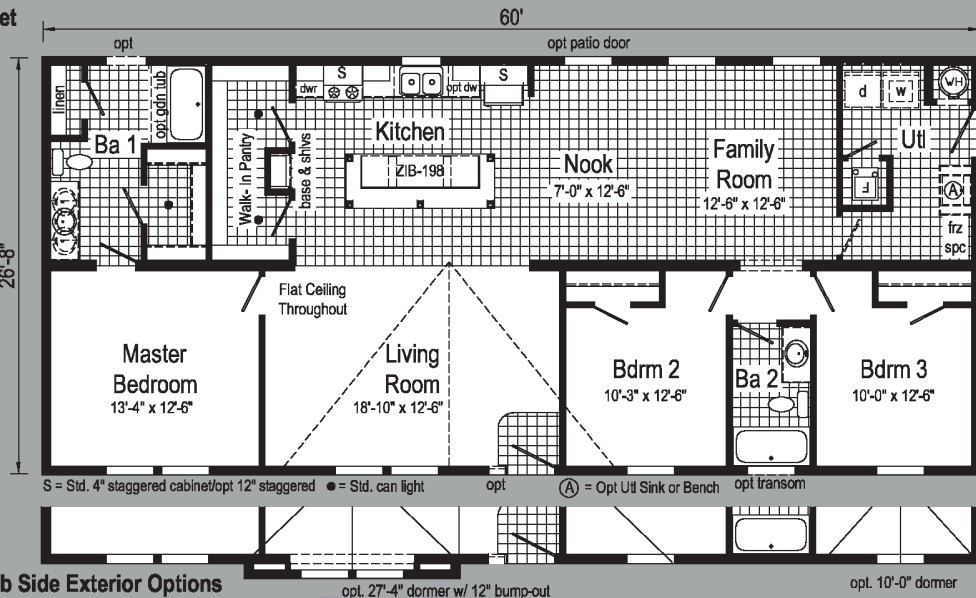 et
60'
opt
opt patio door
26'-8"
linen
opt gdn tub
Ba 1
Walk- In Pantry
base & shlvs
dwr
S
opt dw
S
Kitchen
ZIB-198
Nook
7'-0" x 12'-6"
Family
Room
12'-6" x 12'-6"
d
w
WH
Utl
L
A
frz
spc
Flat Ceiling
Throughout
Master
Bedroom
13'-4" x 12'-6"
Living
Room
18'-10" x 12'-6"
Bdrm 2
10'-3" x 12'-6"
Ba 2
Bdrm 3
10'-0" x 12'-6"
S = Std. 4" staggered cabinet/opt 12" staggered ● = Std. can light
opt
Ⓐ = Opt Utl Sink or Bench
opt transom
b Side Exterior Options
opt. 27'-4" dormer w/ 12" bump-out
opt. 10'-0" dormer